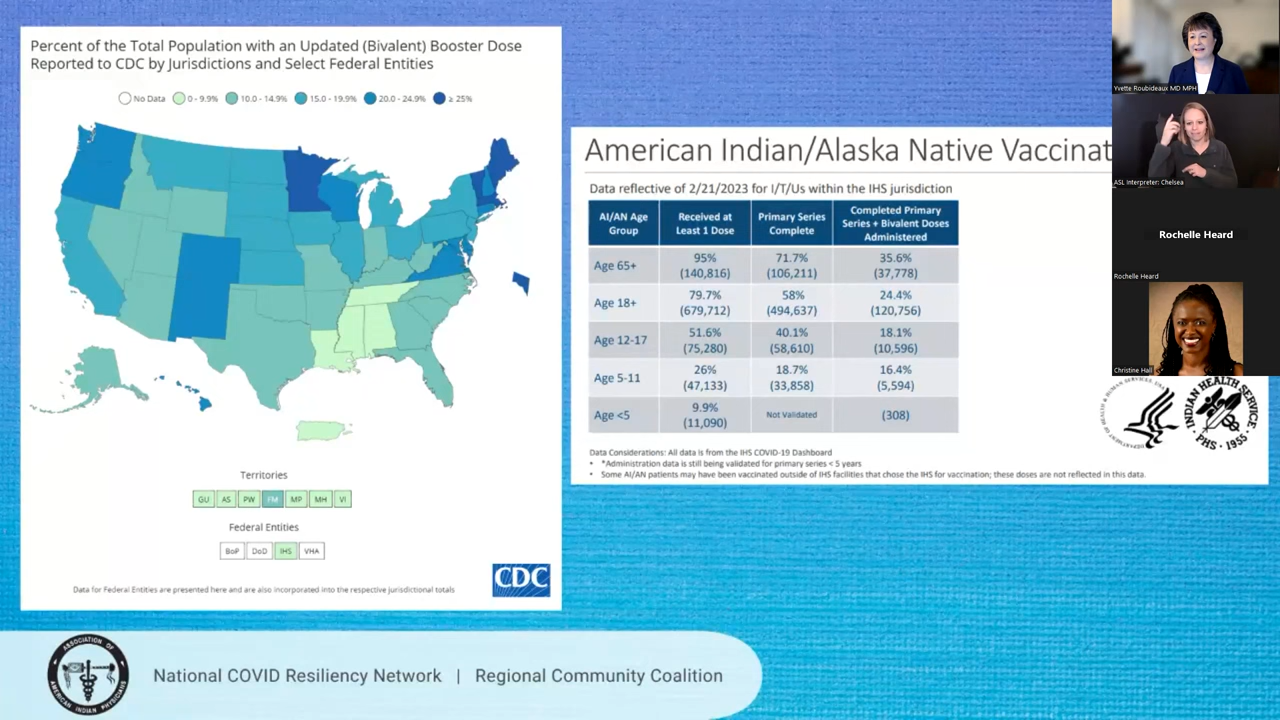 Percent of the Total Population with an Updated (Bivalent) Booster Dose
Reported to CDC by Jurisdictions and Select Federal Entities
No Data 0 - 9.9% 10.0 - 14.9% 15.0 - 19.9% 20.0 - 24.9% ≥ 25%
Territories
GU AS PW FM MP MH VI
Federal Entities
BoP DoD IHS VHA
Data for Federal Entities are presented here and are also incorporated into the respective jurisdictional totals
CDC
American Indian/Alaska Native Vaccinat
Data reflective of 2/21/2023 for I/T/Us within the IHS jurisdiction
AI/AN Age Group Received at Least 1 Dose Primary Series Complete Completed Primary Series + Bivalent Doses Administered
Age 65+ 95% (140,816) 71.7% (106,211) 35.6% (37,778)
Age 18+ 79.7% (679,712) 58% (494,637) 24.4% (120,756)
Age 12-17 51.6% (75,280) 40.1% (58,610) 18.1% (10,596)
Age 5-11 26% (47,133) 18.7% (33,858) 16.4% (5,594)
Age <5 9.9% (11,090) Not Validated (308)
Data Considerations: All data is from the IHS COVID-19 Dashboard
• *Administration data is still being validated for primary series < 5 years
• Some AI/AN patients may have been vaccinated outside of IHS facilities that chose the IHS for vaccination; these doses are not reflected in this data.
INDIAN HEALTH SERVICE
PHS • 1955
Yvette Roubideaux MD MPH
ASL Interpreter: Chelsea
Rochelle Heard
Rochelle Heard
Christine Hall
ASSOCIATION OF
AMERICAN INDIAN PHYSICIANS
National COVID Resiliency Network | Regional Community Coalition